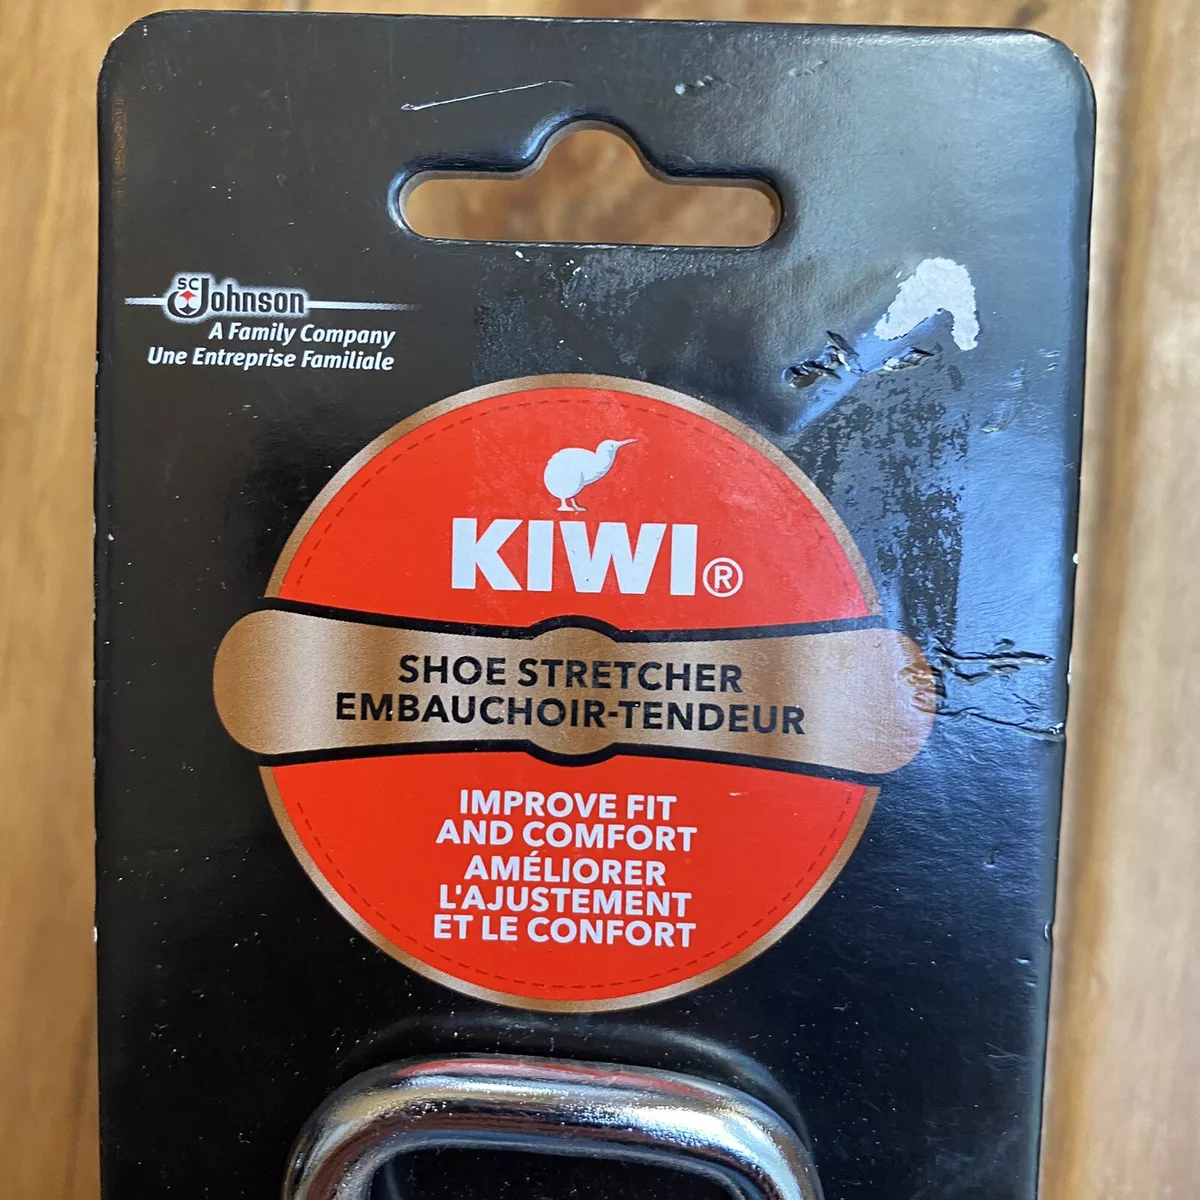 SC Johnson
A Family Company
Une Entreprise Familiale
KIWI®
SHOE STRETCHER
EMBAUCHOIR-TENDEUR
IMPROVE FIT
AND COMFORT
AMÉLIORER
L'AJUSTEMENT
ET LE CONFORT